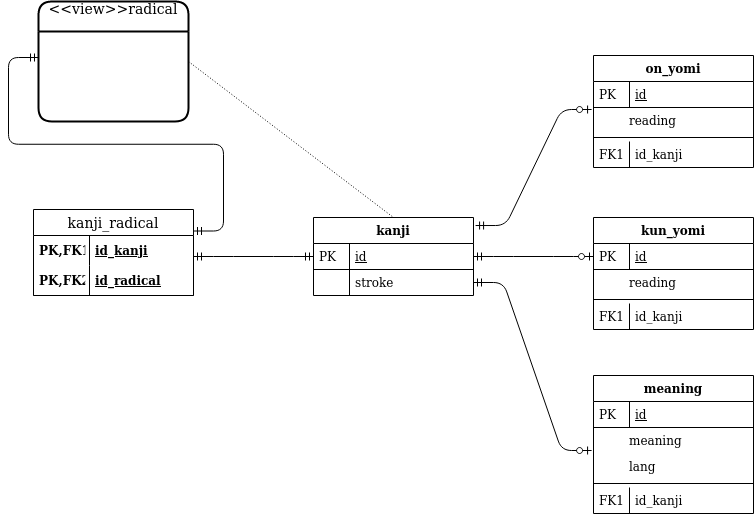 <<view>>radical
kanji_radical
PK,FK1 id_kanji
PK,FK2 id_radical
kanji
PK id
stroke
on_yomi
PK id
reading
FK1 id_kanji
kun_yomi
PK id
reading
FK1 id_kanji
meaning
PK id
meaning
lang
FK1 id_kanji